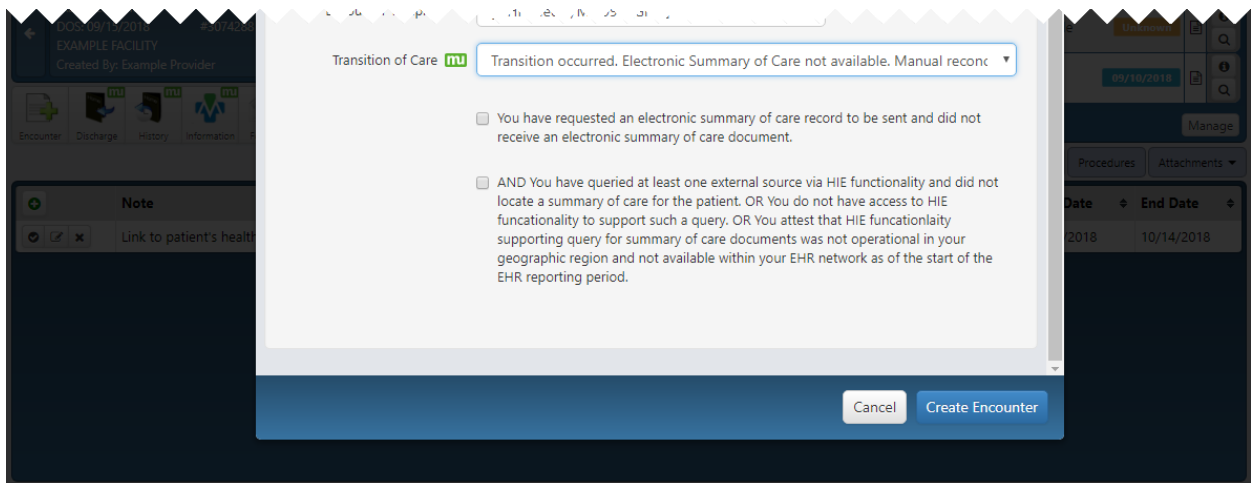 DOS: 09/13/2018 #3074268
EXAMPLE FACILITY
Created By: Example Provider
Unknown
09/10/2018
Manage
mu mu mu
Encounter Discharge History Information
Procedures Attachments
Note
Date End Date
Link to patient's health
/2018 10/14/2018
Transition of Care mu
Transition occurred. Electronic Summary of Care not available. Manual reconc
You have requested an electronic summary of care record to be sent and did not
receive an electronic summary of care document.
AND You have queried at least one external source via HIE functionality and did not
locate a summary of care for the patient. OR You do not have access to HIE
funcationality to support such a query. OR You attest that HIE funcationlaity
supporting query for summary of care documents was not operational in your
geographic region and not available within your EHR network as of the start of the
EHR reporting period.
Cancel Create Encounter